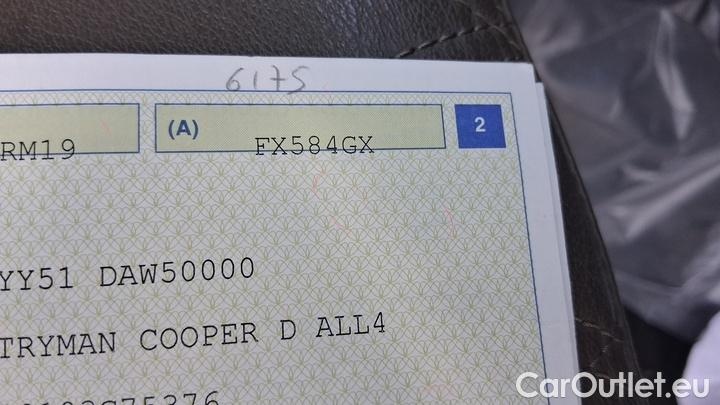 6175
RM19 (A) FX584GX 2
YY51 DAW50000
TRYMAN COOPER D ALL4
CarOutlet.eu